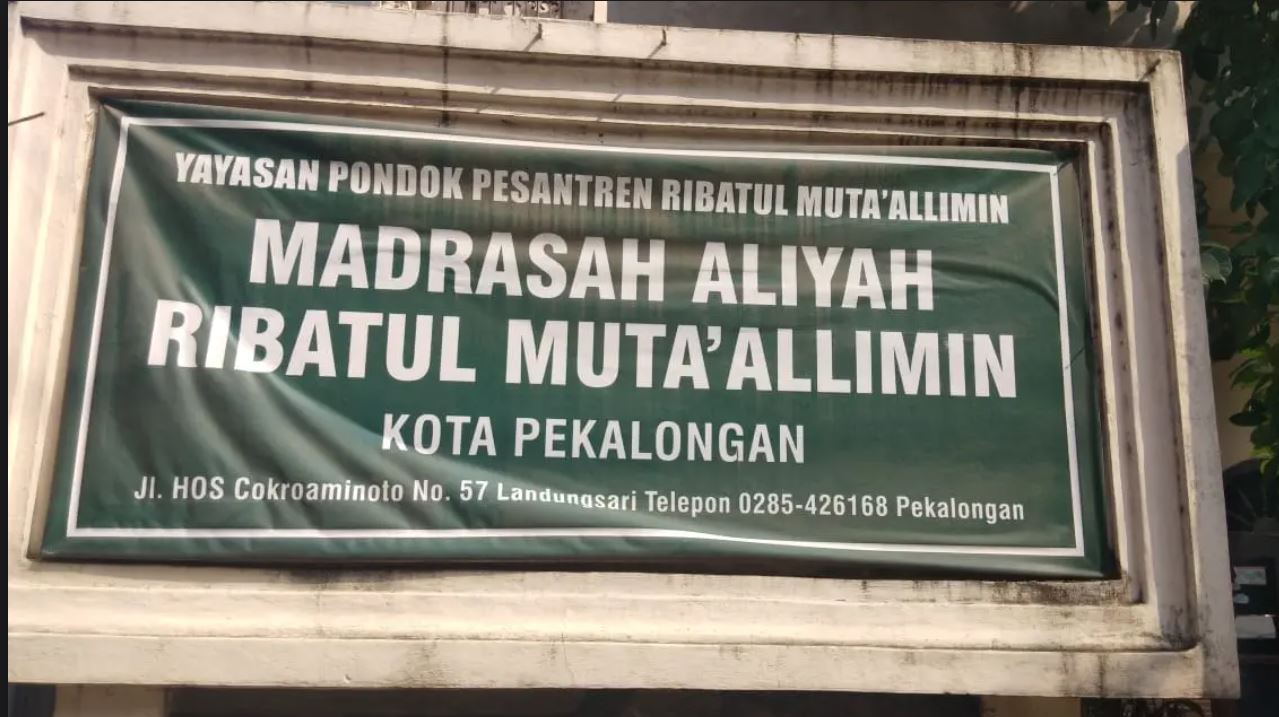 YAYASAN PONDOK PESANTREN RIBATUL MUTA'ALLIMIN
MADRASAH ALIYAH
RIBATUL MUTA'ALLIMIN
KOTA PEKALONGAN
Jl. HOS Cokroaminoto No. 57 Landungsari Telepon 0285-426168 Pekalongan